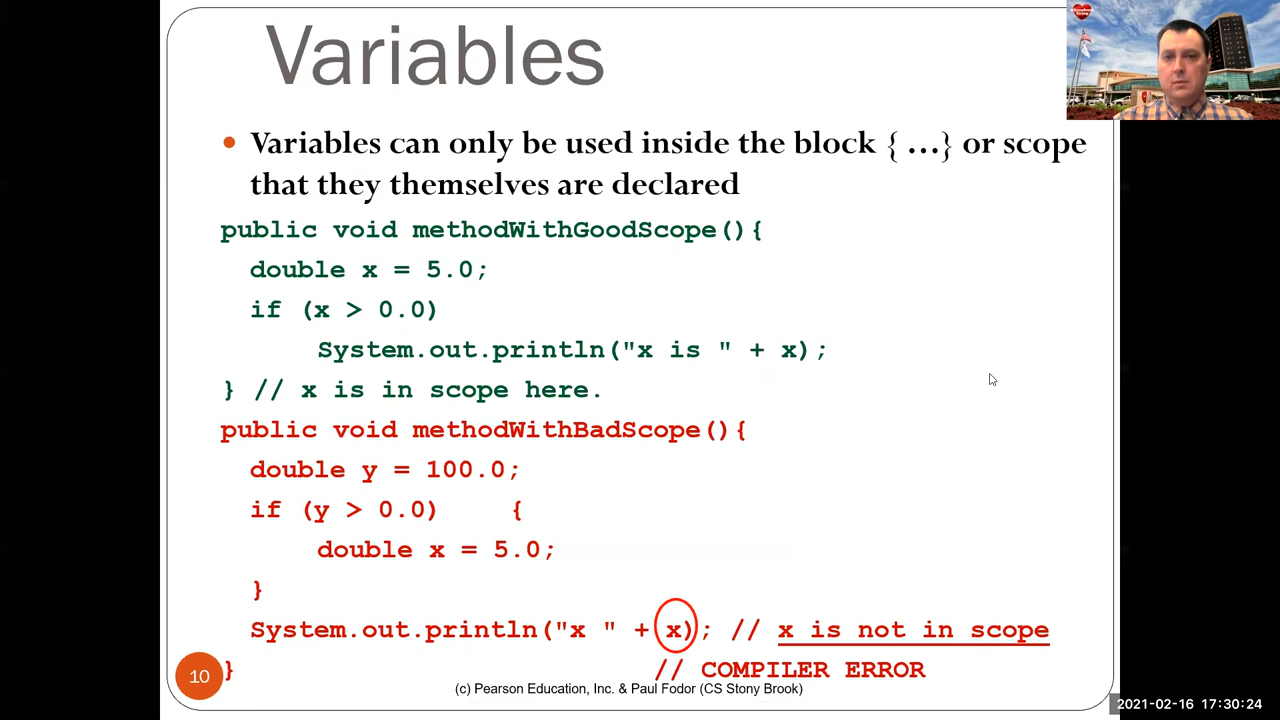 Variables
Variables can only be used inside the block { …} or scope
that they themselves are declared
public void methodWithGoodScope(){
double x = 5.0;
if (x > 0.0)
System.out.println("x is " + x);
} // x is in scope here.
public void methodWithBadScope(){
double y = 100.0;
if (y > 0.0) {
double x = 5.0;
}
System.out.println("x " + x); // x is not in scope
} // COMPILER ERROR
10
(c) Pearson Education, Inc. & Paul Fodor (CS Stony Brook)
2021-02-16 17:30:24